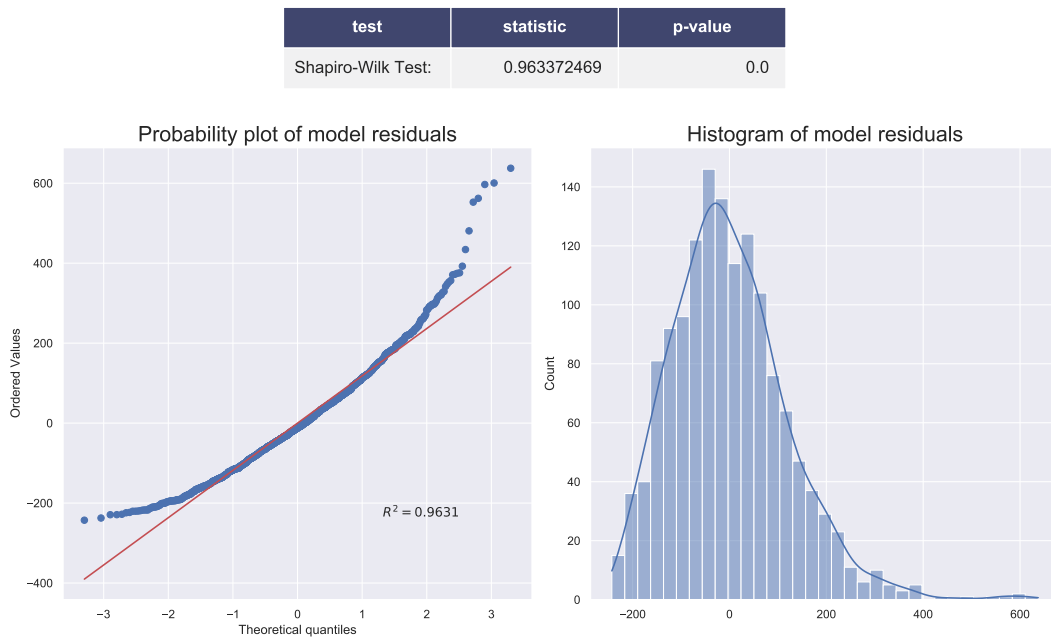 test statistic p-value
Shapiro-Wilk Test: 0.963372469 0.0
Probability plot of model residuals
Ordered Values
600
400
200
0
−200
−400
R² = 0.9631
−3 −2 −1 0 1 2 3
Theoretical quantiles
Histogram of model residuals
Count
140
120
100
80
60
40
20
0
−200 0 200 400 600